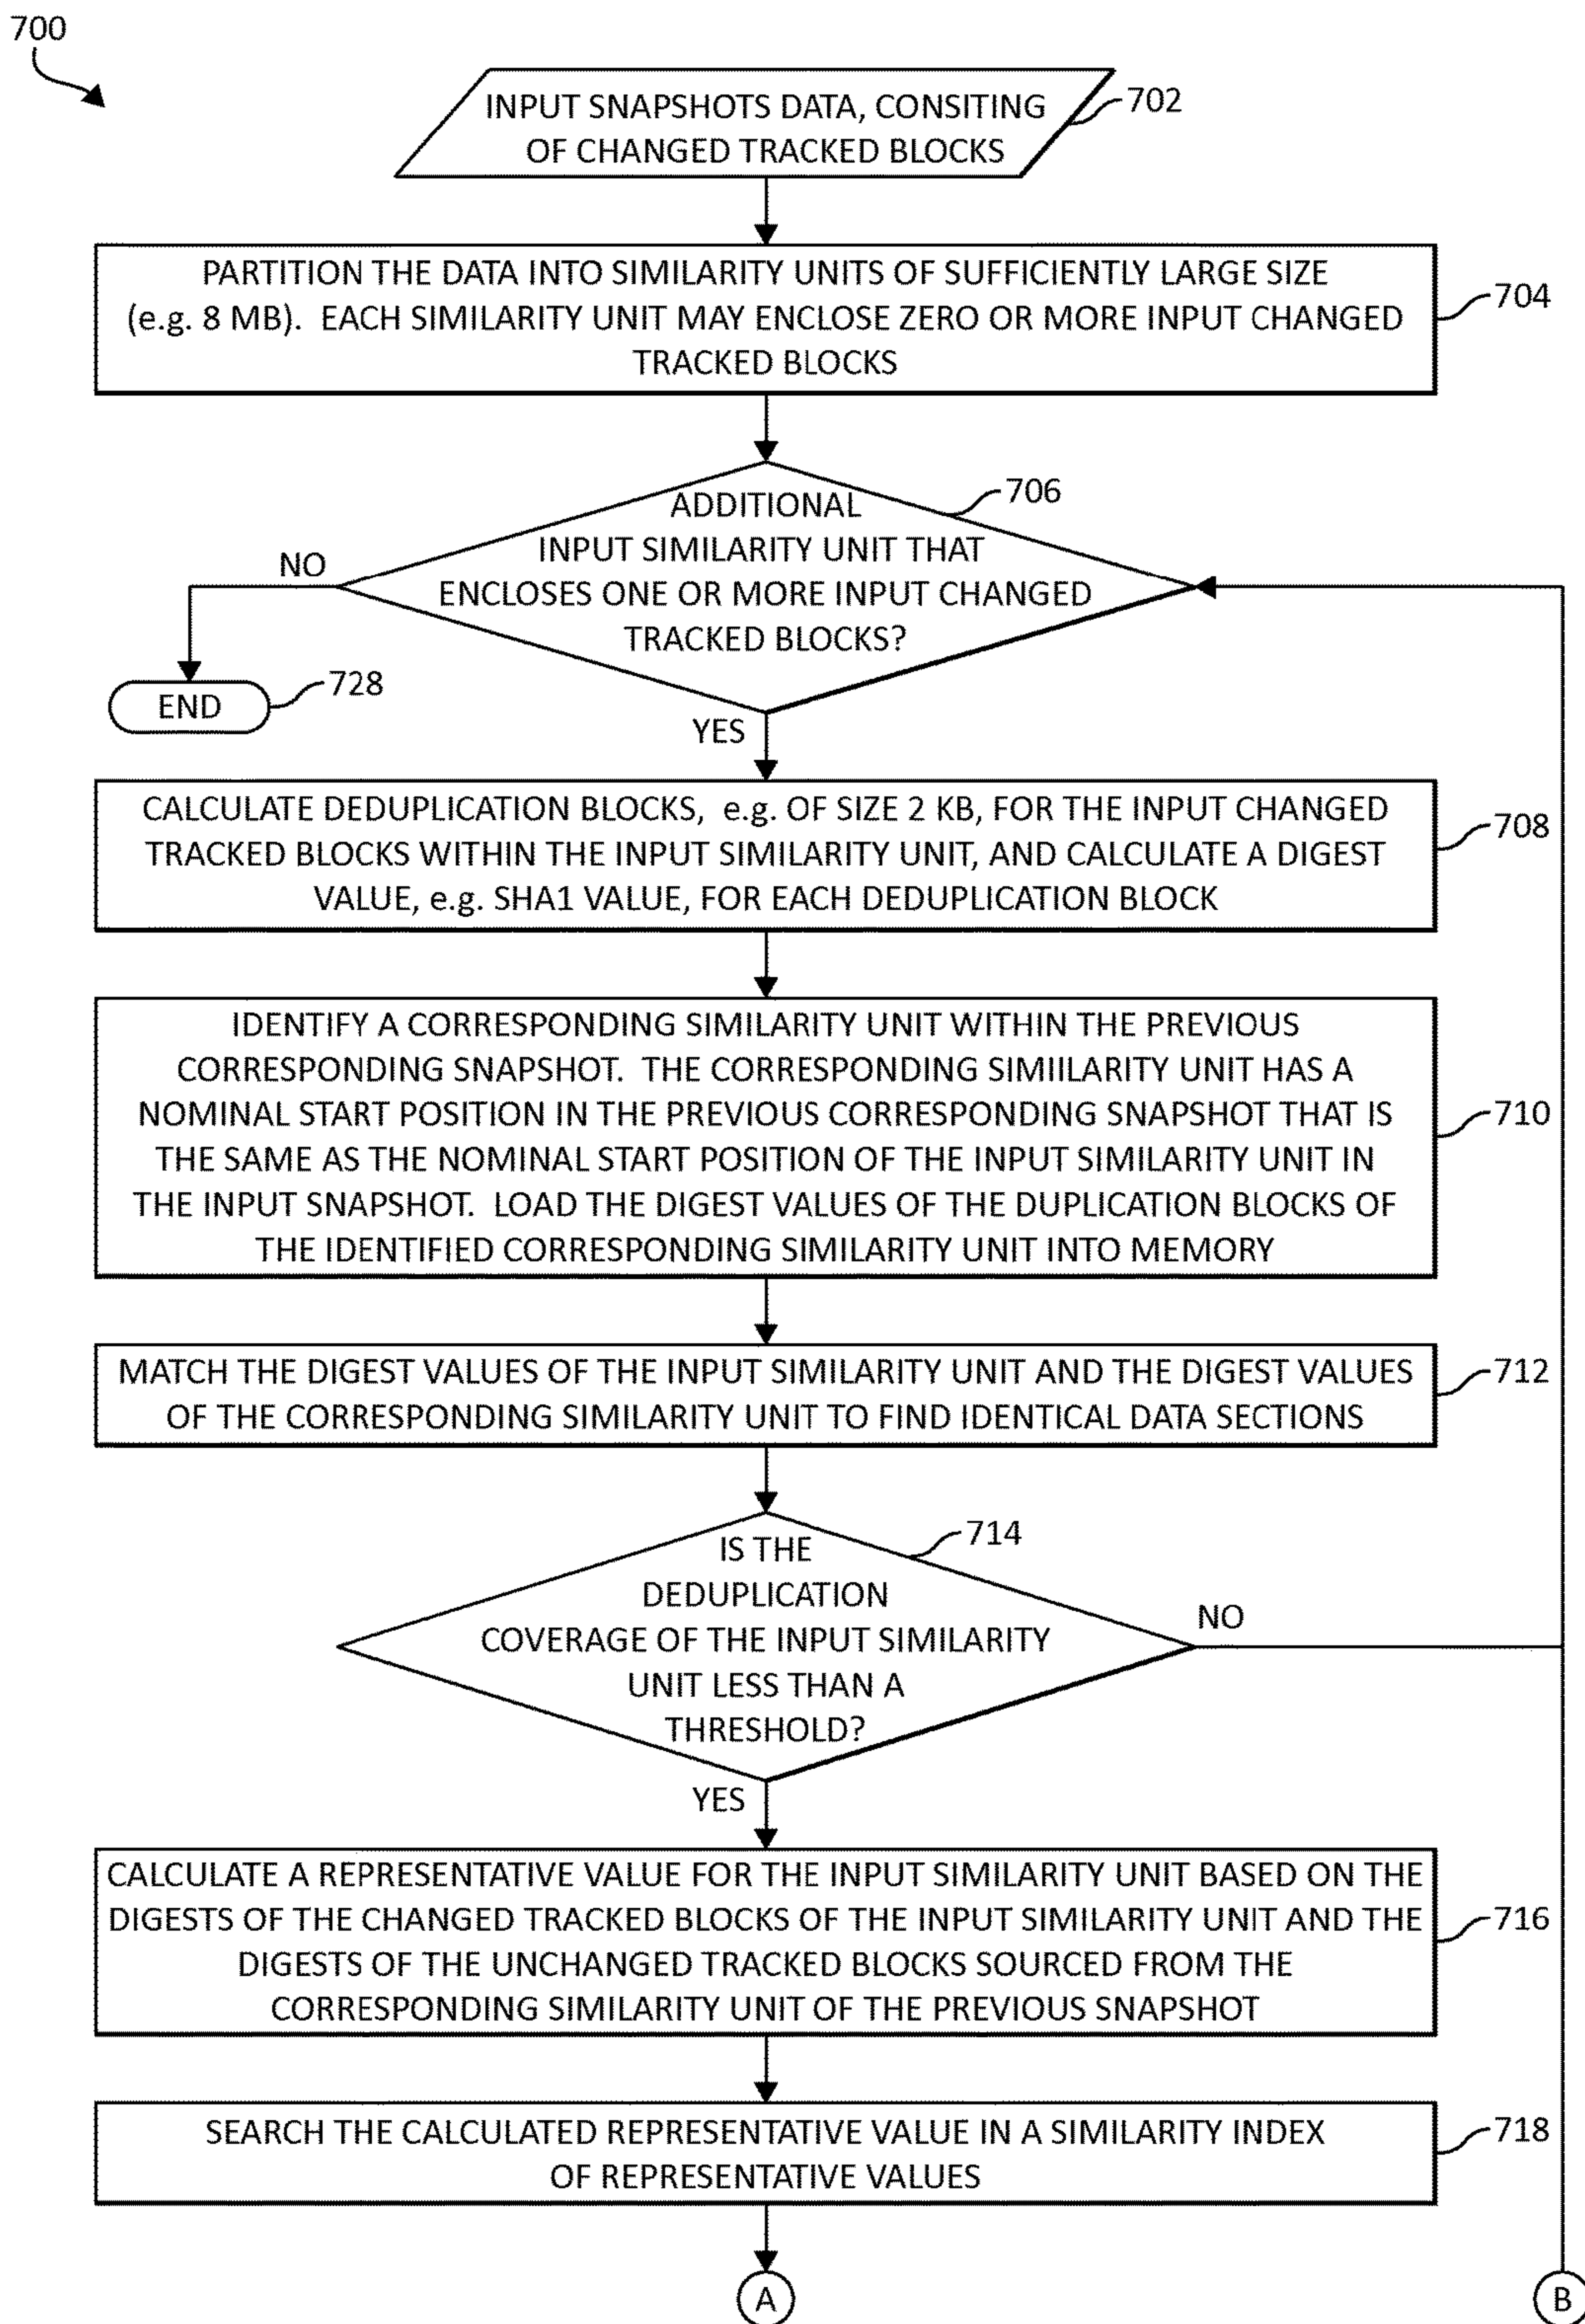 700
INPUT SNAPSHOTS DATA, CONSITING
OF CHANGED TRACKED BLOCKS
702
PARTITION THE DATA INTO SIMILARITY UNITS OF SUFFICIENTLY LARGE SIZE
(e.g. 8 MB). EACH SIMILARITY UNIT MAY ENCLOSE ZERO OR MORE INPUT CHANGED
TRACKED BLOCKS
704
ADDITIONAL
INPUT SIMILARITY UNIT THAT
ENCLOSES ONE OR MORE INPUT CHANGED
TRACKED BLOCKS?
706
NO
END
728
YES
CALCULATE DEDUPLICATION BLOCKS, e.g. OF SIZE 2 KB, FOR THE INPUT CHANGED
TRACKED BLOCKS WITHIN THE INPUT SIMILARITY UNIT, AND CALCULATE A DIGEST
VALUE, e.g. SHA1 VALUE, FOR EACH DEDUPLICATION BLOCK
708
IDENTIFY A CORRESPONDING SIMILARITY UNIT WITHIN THE PREVIOUS
CORRESPONDING SNAPSHOT. THE CORRESPONDING SIMIILARITY UNIT HAS A
NOMINAL START POSITION IN THE PREVIOUS CORRESPONDING SNAPSHOT THAT IS
THE SAME AS THE NOMINAL START POSITION OF THE INPUT SIMILARITY UNIT IN
THE INPUT SNAPSHOT. LOAD THE DIGEST VALUES OF THE DUPLICATION BLOCKS OF
THE IDENTIFIED CORRESPONDING SIMILARITY UNIT INTO MEMORY
710
MATCH THE DIGEST VALUES OF THE INPUT SIMILARITY UNIT AND THE DIGEST VALUES
OF THE CORRESPONDING SIMILARITY UNIT TO FIND IDENTICAL DATA SECTIONS
712
IS THE
DEDUPLICATION
COVERAGE OF THE INPUT SIMILARITY
UNIT LESS THAN A
THRESHOLD?
714
NO
YES
CALCULATE A REPRESENTATIVE VALUE FOR THE INPUT SIMILARITY UNIT BASED ON THE
DIGESTS OF THE CHANGED TRACKED BLOCKS OF THE INPUT SIMILARITY UNIT AND THE
DIGESTS OF THE UNCHANGED TRACKED BLOCKS SOURCED FROM THE
CORRESPONDING SIMILARITY UNIT OF THE PREVIOUS SNAPSHOT
716
SEARCH THE CALCULATED REPRESENTATIVE VALUE IN A SIMILARITY INDEX
OF REPRESENTATIVE VALUES
718
A
B